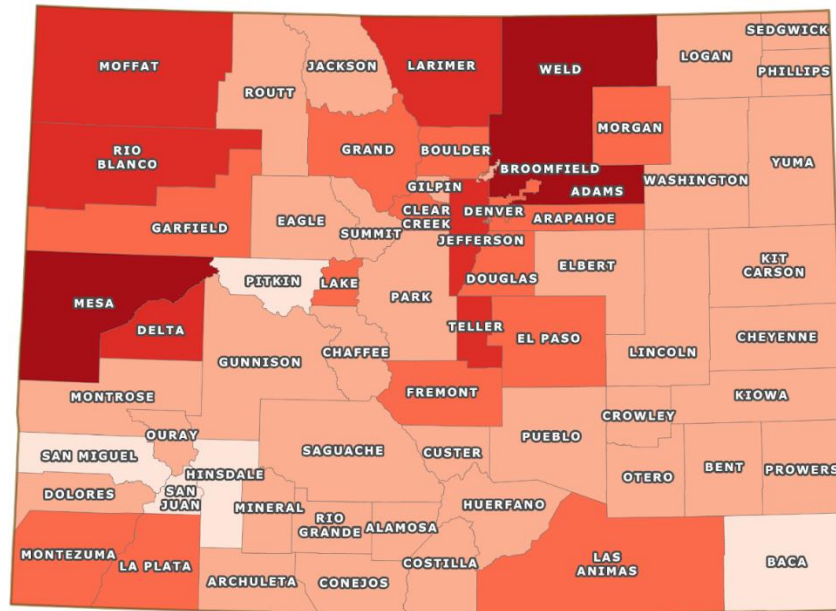 SEDGWICK
MOFFAT
JACKSON
LARIMER
WELD
LOGAN
PHILLIPS
ROUTT
RIO
BLANCO
GRAND
BOULDER
MORGAN
YUMA
BROOMFIELD
WASHINGTON
GILPIN
ADAMS
GARFIELD
EAGLE
SUMMIT
CLEAR
CREEK
DENVER
ARAPAHOE
JEFFERSON
MESA
PITKIN
LAKE
PARK
DOUGLAS
ELBERT
KIT
CARSON
DELTA
GUNNISON
CHAFFEE
TELLER
EL PASO
LINCOLN
CHEYENNE
MONTROSE
FREMONT
KIOWA
OURAY
CROWLEY
SAN MIGUEL
HINSDALE
SAGUACHE
CUSTER
PUEBLO
OTERO
BENT
PROWERS
DOLORES
SAN
JUAN
MINERAL
RIO
GRANDE
ALAMOSA
HUERFANO
MONTEZUMA
LA PLATA
ARCHULETA
CONEJOS
COSTILLA
LAS
ANIMAS
BACA